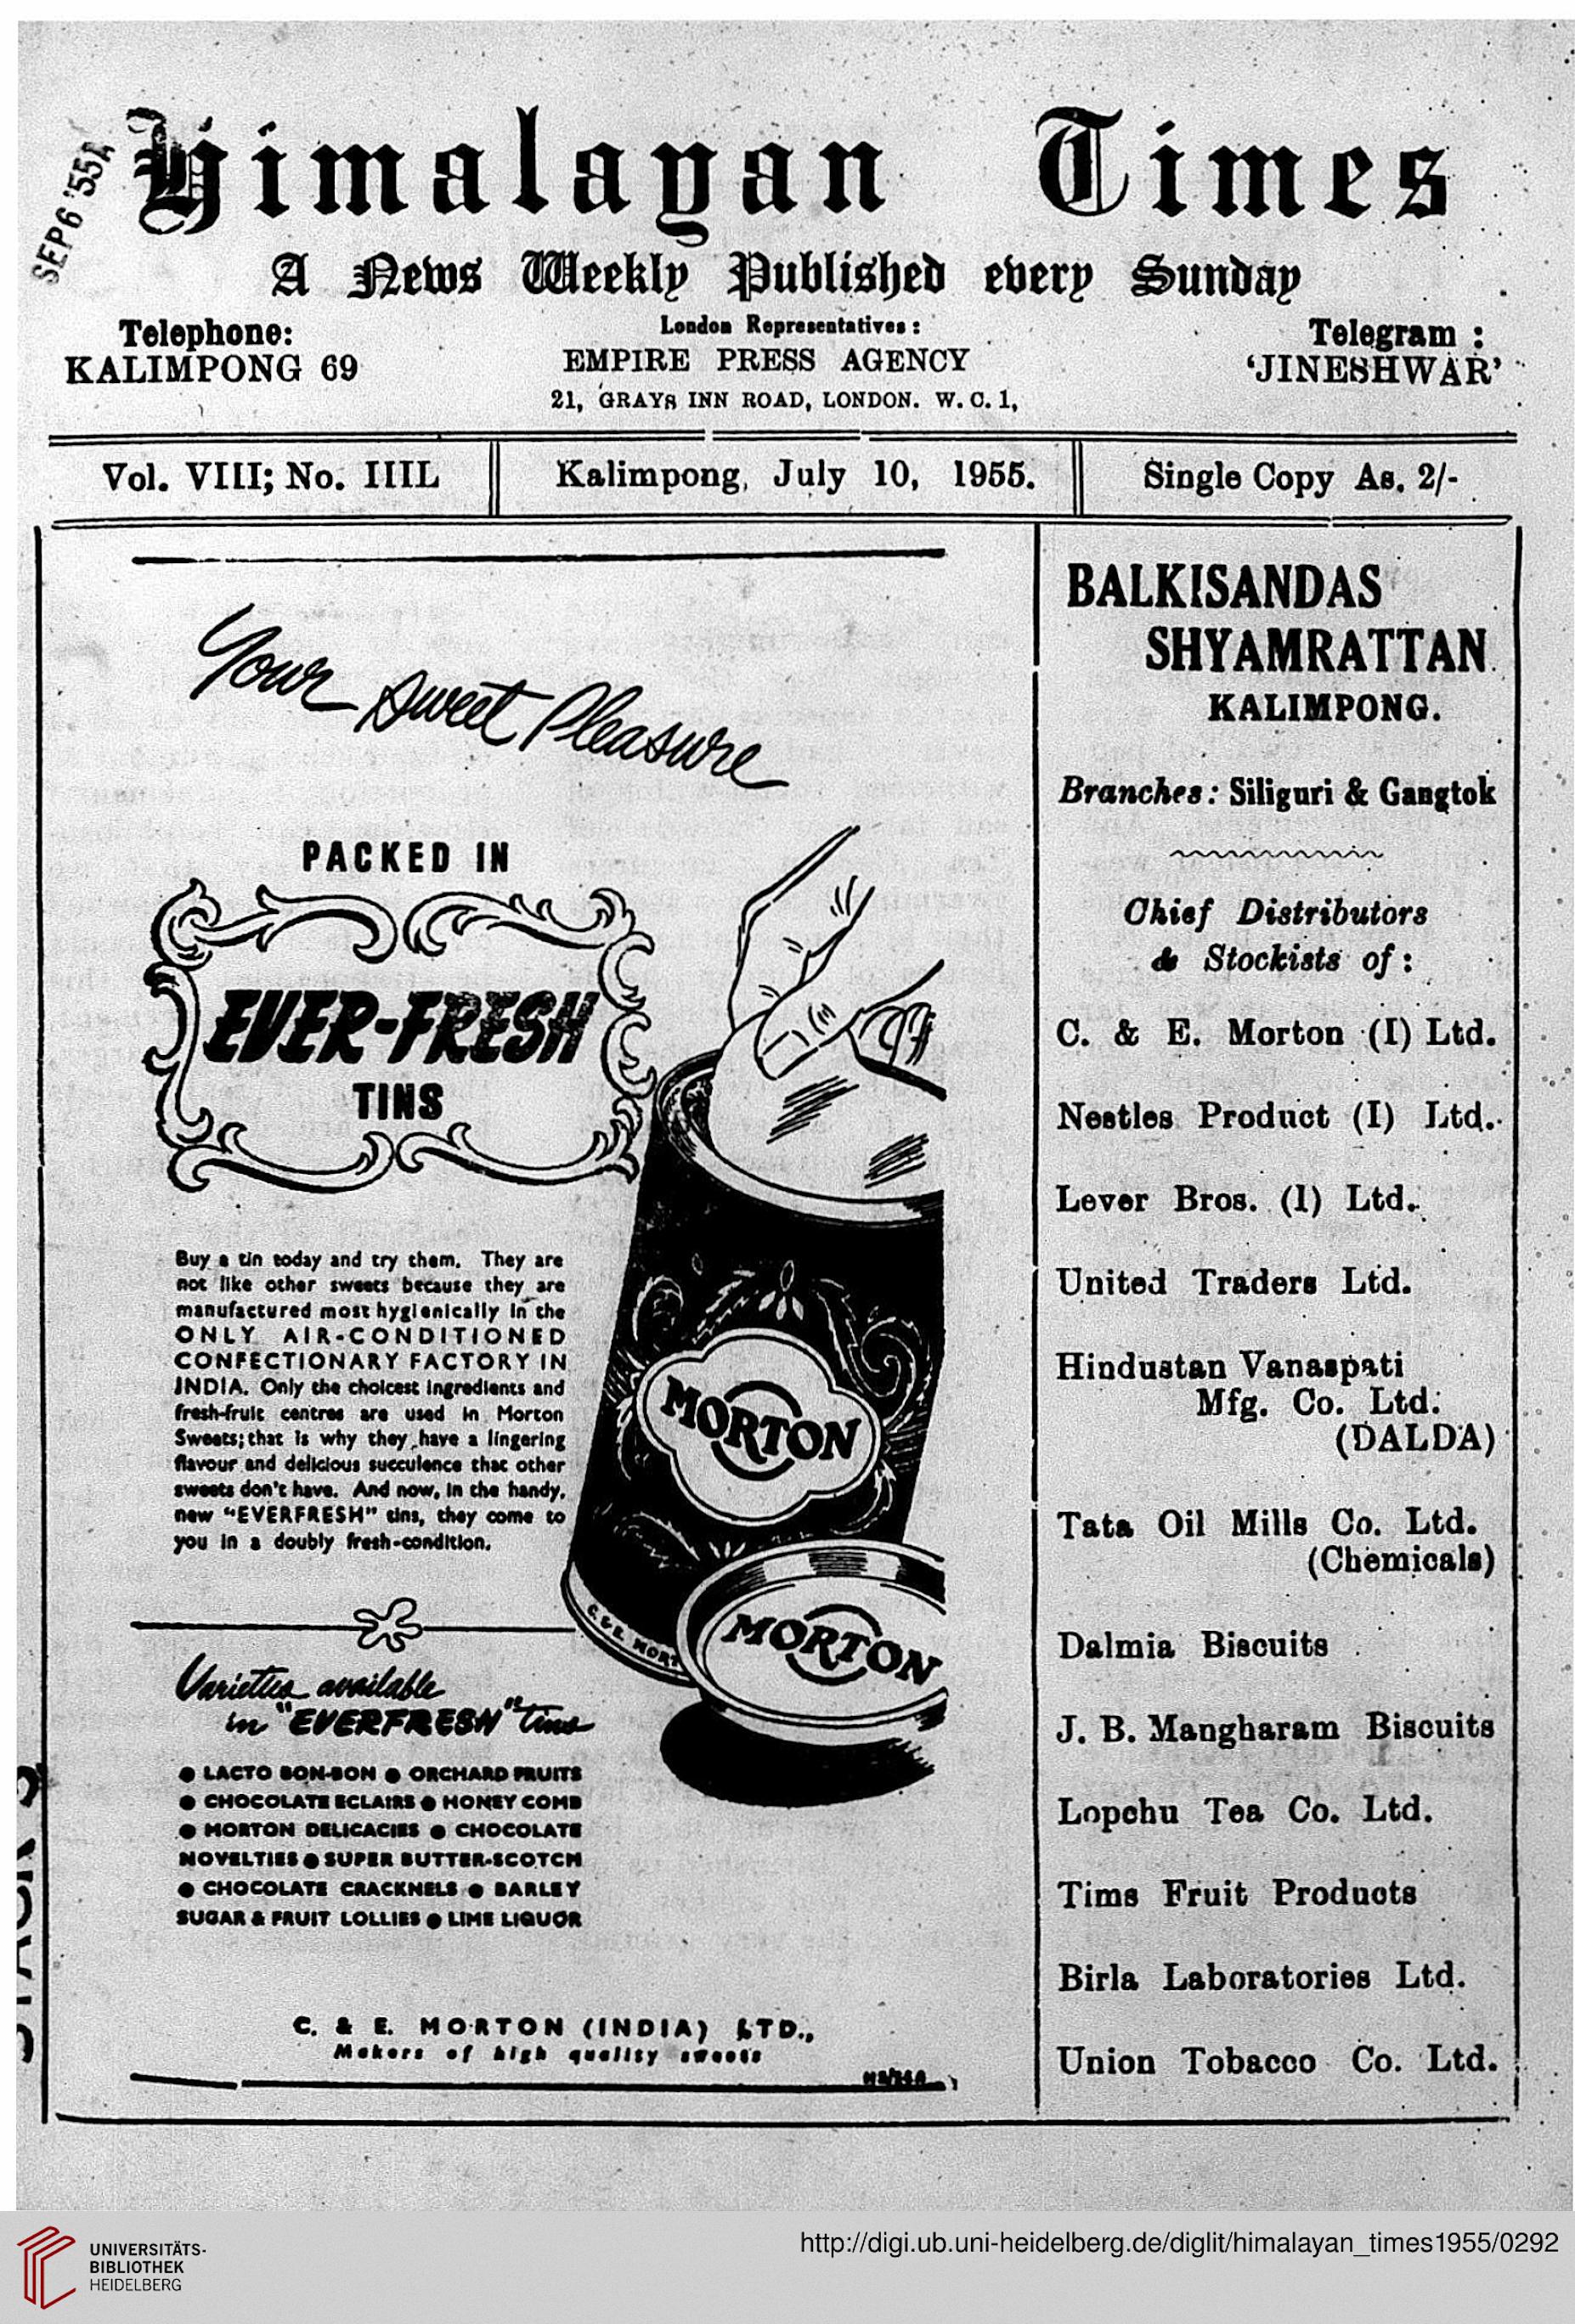 SEP 6 '55 A
Himalayan Times
A News Weekly Published every Sunday
Telephone:
KALIMPONG 69
London Representatives:
EMPIRE PRESS AGENCY
21, GRAYS INN ROAD, LONDON. W.C. 1,
Telegram :
'JINESHWAR'
Vol. VIII; No. IIIL
Kalimpong, July 10, 1955.
Single Copy As. 2/-
Your Sweet Pleasure
PACKED IN
EVER-FRESH
TINS
Buy a tin today and try them. They are
not like other sweets because they are
manufactured most hygienically in the
ONLY AIR-CONDITIONED
CONFECTIONARY FACTORY IN
INDIA. Only the choicest ingredients and
fresh-fruit centres are used in Morton
Sweets; that is why they have a lingering
flavour and delicious succulence that other
sweets don't have. And now, in the handy,
new "EVERFRESH" tins, they come to
you in a doubly fresh-condition.
MORTON
C. & E. MORT
MORTON
Varieties available
in "EVERFRESH" tins
● LACTO BON-BON ● ORCHARD FRUITS
● CHOCOLATE ECLAIRS ● HONEY COMB
● MORTON DELICACIES ● CHOCOLATE
NOVELTIES ● SUPER BUTTER-SCOTCH
● CHOCOLATE CRACKNELS ● BARLEY
SUGAR & FRUIT LOLLIES ● LIME LIQUOR
C. & E. MORTON (INDIA) LTD.,
Makers of high quality sweets
BALKISANDAS
SHYAMRATTAN
KALIMPONG.
Branches: Siliguri & Gangtok
Chief Distributors
& Stockists of :
C. & E. Morton (I) Ltd.
Nestles Product (I) Ltd.
Lever Bros. (I) Ltd.
United Traders Ltd.
Hindustan Vanaspati
Mfg. Co. Ltd.
(DALDA)
Tata Oil Mills Co. Ltd.
(Chemicals)
Dalmia Biscuits
J. B. Mangharam Biscuits
Lopchu Tea Co. Ltd.
Tims Fruit Products
Birla Laboratories Ltd.
Union Tobacco Co. Ltd.
UNIVERSITÄTS-
BIBLIOTHEK
HEIDELBERG
http://digi.ub.uni-heidelberg.de/diglit/himalayan_times1955/0292